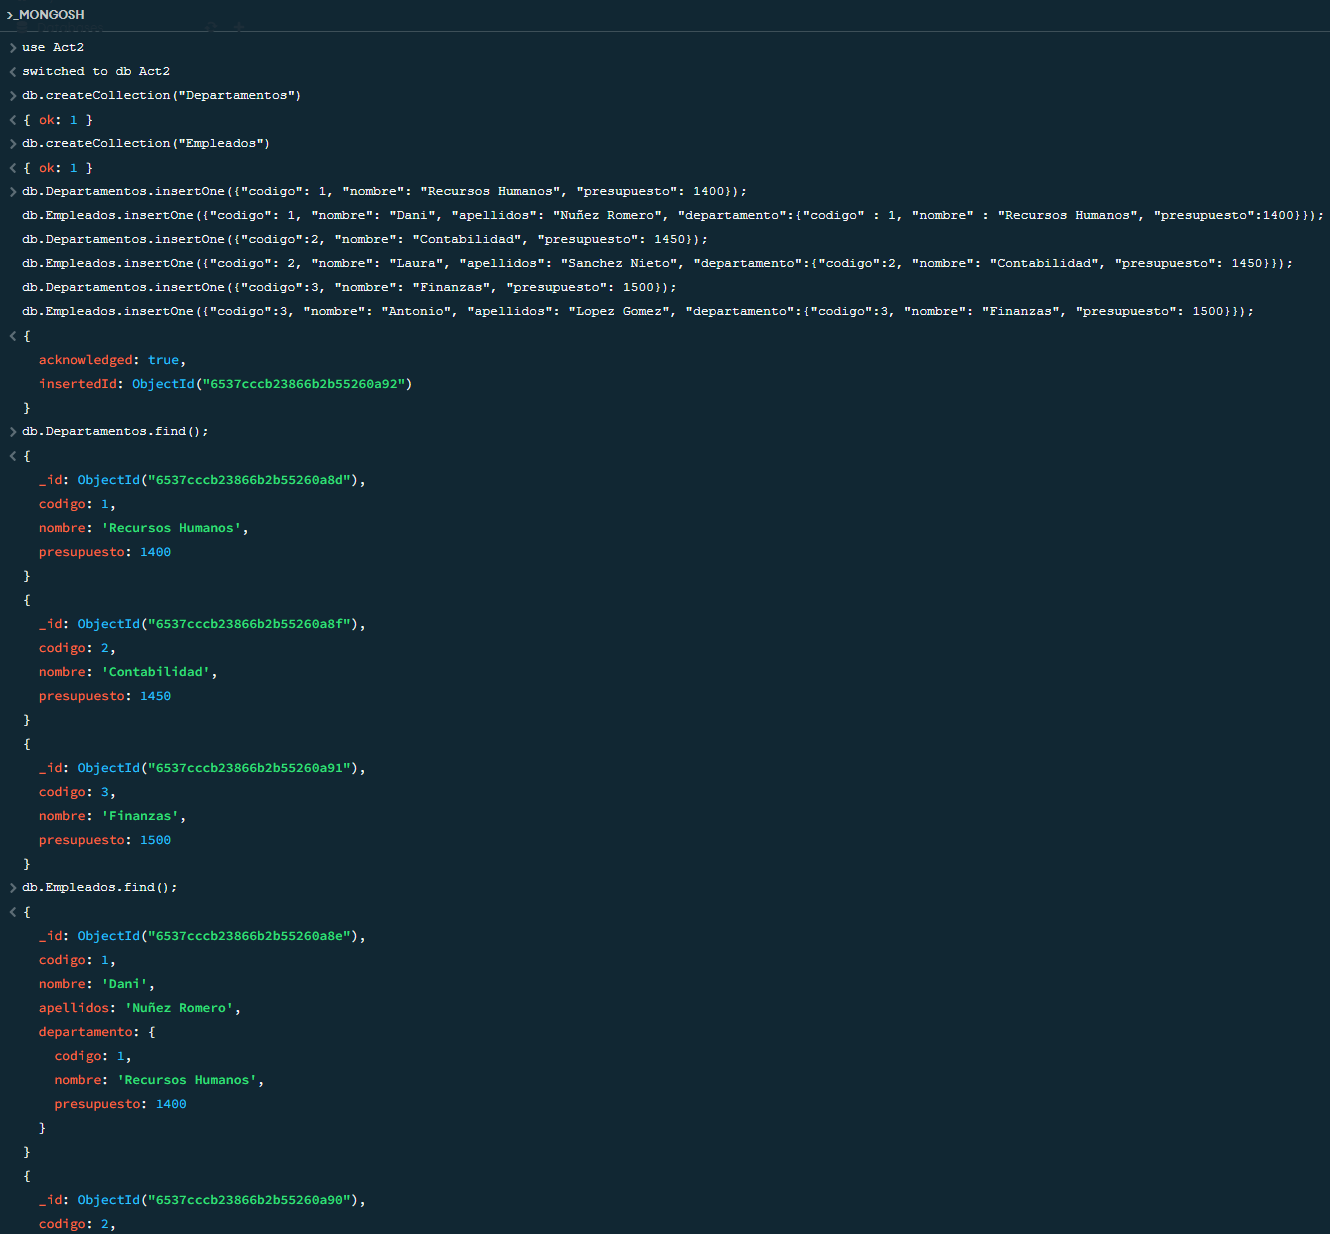 >_MONGOSH
> use Act2
< switched to db Act2
> db.createCollection("Departamentos")
< { ok: 1 }
> db.createCollection("Empleados")
< { ok: 1 }
> db.Departamentos.insertOne({"codigo": 1, "nombre": "Recursos Humanos", "presupuesto": 1400});
db.Empleados.insertOne({"codigo": 1, "nombre": "Dani", "apellidos": "Nuñez Romero", "departamento":{"codigo" : 1, "nombre" : "Recursos Humanos", "presupuesto":1400}});
db.Departamentos.insertOne({"codigo":2, "nombre": "Contabilidad", "presupuesto": 1450});
db.Empleados.insertOne({"codigo": 2, "nombre": "Laura", "apellidos": "Sanchez Nieto", "departamento":{"codigo":2, "nombre": "Contabilidad", "presupuesto": 1450}});
db.Departamentos.insertOne({"codigo":3, "nombre": "Finanzas", "presupuesto": 1500});
db.Empleados.insertOne({"codigo":3, "nombre": "Antonio", "apellidos": "Lopez Gomez", "departamento":{"codigo":3, "nombre": "Finanzas", "presupuesto": 1500}});
< {
acknowledged: true,
insertedId: ObjectId("6537cccb23866b2b55260a92")
}
> db.Departamentos.find();
< {
_id: ObjectId("6537cccb23866b2b55260a8d"),
codigo: 1,
nombre: 'Recursos Humanos',
presupuesto: 1400
}
{
_id: ObjectId("6537cccb23866b2b55260a8f"),
codigo: 2,
nombre: 'Contabilidad',
presupuesto: 1450
}
{
_id: ObjectId("6537cccb23866b2b55260a91"),
codigo: 3,
nombre: 'Finanzas',
presupuesto: 1500
}
> db.Empleados.find();
< {
_id: ObjectId("6537cccb23866b2b55260a8e"),
codigo: 1,
nombre: 'Dani',
apellidos: 'Nuñez Romero',
departamento: {
codigo: 1,
nombre: 'Recursos Humanos',
presupuesto: 1400
}
}
{
_id: ObjectId("6537cccb23866b2b55260a90"),
codigo: 2,